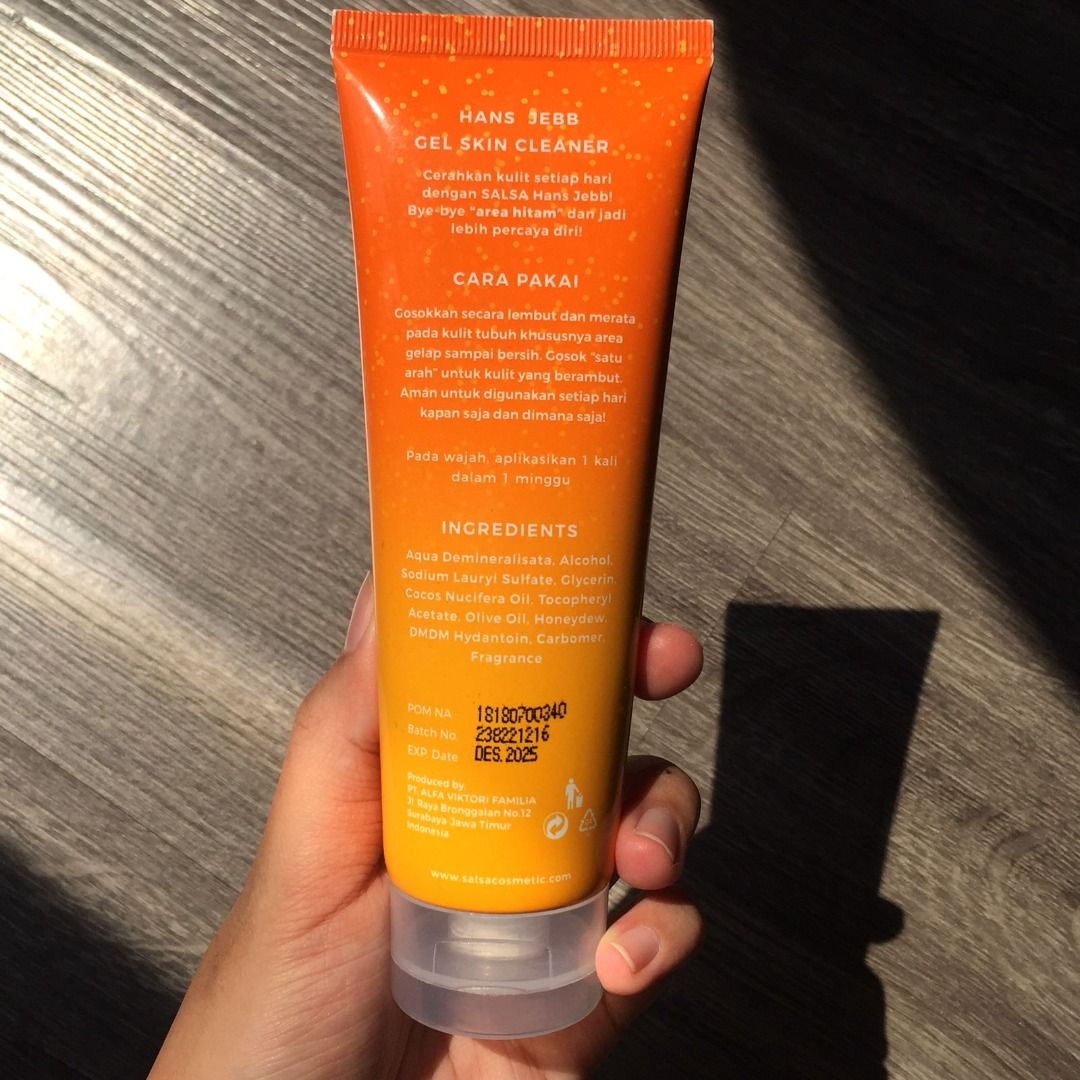 HANS JEBB
GEL SKIN CLEANER
Cerahkan kulit setiap hari
dengan SALSA Hans Jebb!
Bye-bye "area hitam" dan jadi
lebih percaya diri!
CARA PAKAI
Gosokkan secara lembut dan merata
pada kulit tubuh khususnya area
gelap sampai bersih. Gosok "satu
arah" untuk kulit yang berambut.
Aman untuk digunakan setiap hari
kapan saja dan dimana saja!
Pada wajah, aplikasikan 1 kali
dalam 1 minggu
INGREDIENTS
Aqua Demineralisata, Alcohol,
Sodium Lauryl Sulfate, Glycerin,
Cocos Nucifera Oil, Tocopheryl
Acetate, Olive Oil, Honeydew,
DMDM Hydantoin, Carbomer,
Fragrance
POM NA 18180700340
Batch No. 238221216
EXP Date DES. 2025
Produced by.
PT. ALFA VIKTORI FAMILIA
Jl. Raya Bronggalan No.12
Surabaya-Jawa Timur
Indonesia
www.salsacosmetic.com